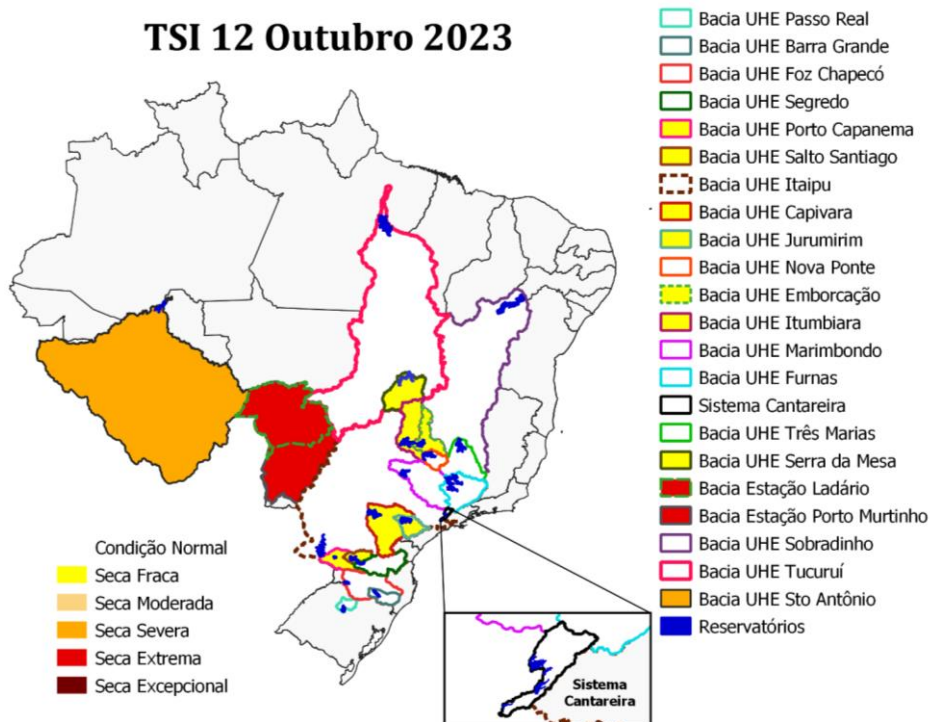 TSI 12 Outubro 2023
Bacia UHE Passo Real
Bacia UHE Barra Grande
Bacia UHE Foz Chapecó
Bacia UHE Segredo
Bacia UHE Porto Capanema
Bacia UHE Salto Santiago
Bacia UHE Itaipu
Bacia UHE Capivara
Bacia UHE Jurumirim
Bacia UHE Nova Ponte
Bacia UHE Emborcação
Bacia UHE Itumbiara
Bacia UHE Marimbondo
Bacia UHE Furnas
Sistema Cantareira
Bacia UHE Três Marias
Bacia UHE Serra da Mesa
Bacia Estação Ladário
Bacia Estação Porto Murtinho
Bacia UHE Sobradinho
Bacia UHE Tucuruí
Bacia UHE Sto Antônio
Reservatórios
Condição Normal
Seca Fraca
Seca Moderada
Seca Severa
Seca Extrema
Seca Excepcional
Sistema
Cantareira